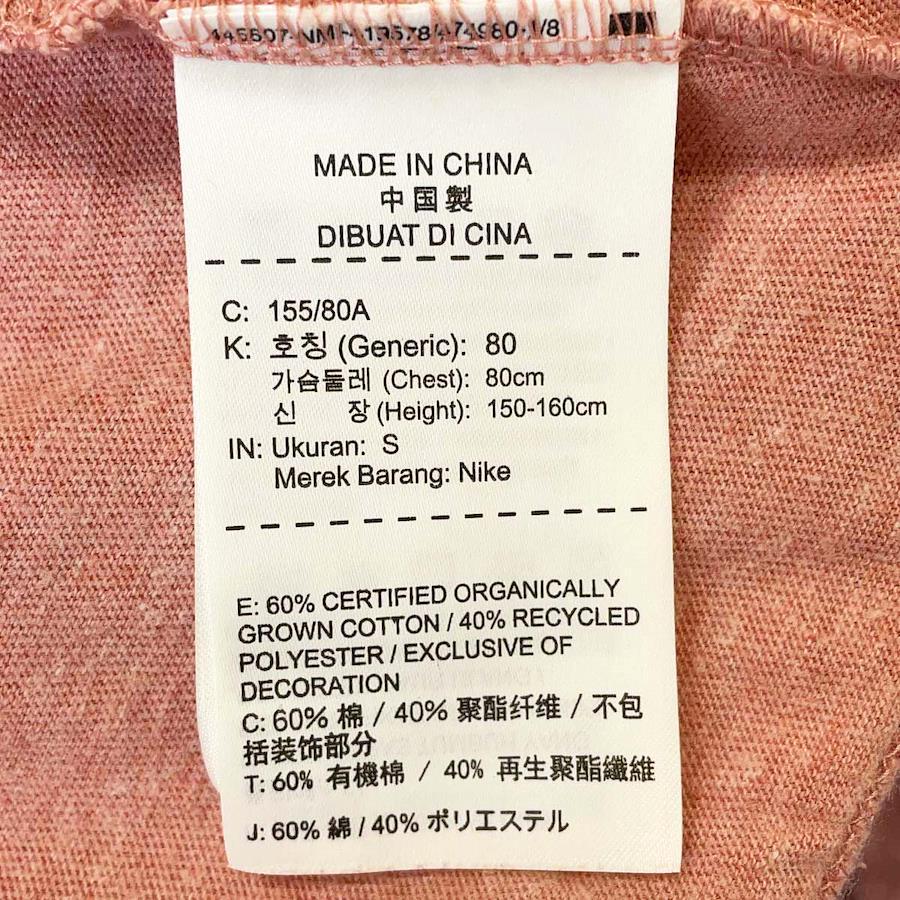 MADE IN CHINA
中国製
DIBUAT DI CINA
C: 155/80A
K: 호칭 (Generic): 80
가슴둘레 (Chest): 80cm
신 장 (Height): 150-160cm
IN: Ukuran: S
Merek Barang: Nike
E: 60% CERTIFIED ORGANICALLY
GROWN COTTON / 40% RECYCLED
POLYESTER / EXCLUSIVE OF
DECORATION
C: 60% 棉 / 40% 聚酯纤维 / 不包
括装饰部分
T: 60% 有機棉 / 40% 再生聚酯纖維
J: 60% 綿 / 40% ポリエステル